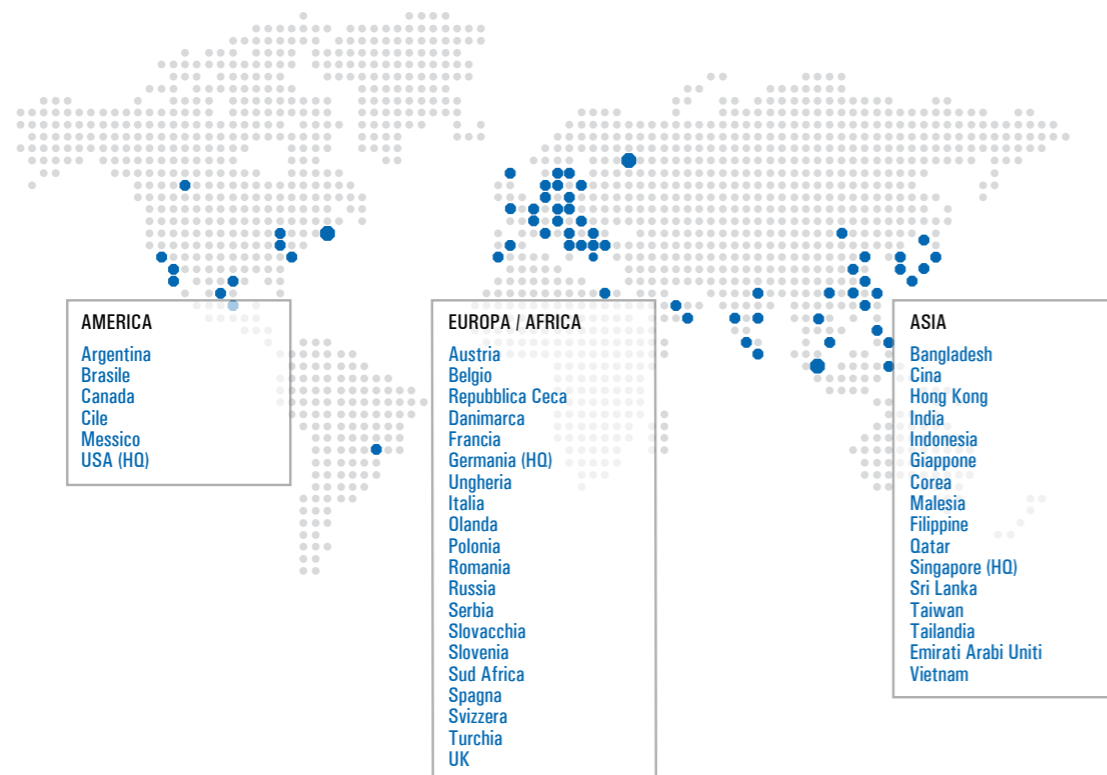 AMERICA
Argentina
Brasile
Canada
Cile
Messico
USA (HQ)
EUROPA / AFRICA
Austria
Belgio
Repubblica Ceca
Danimarca
Francia
Germania (HQ)
Ungheria
Italia
Olanda
Polonia
Romania
Russia
Serbia
Slovacchia
Slovenia
Sud Africa
Spagna
Svizzera
Turchia
UK
ASIA
Bangladesh
Cina
Hong Kong
India
Indonesia
Giappone
Corea
Malesia
Filippine
Qatar
Singapore (HQ)
Sri Lanka
Taiwan
Tailandia
Emirati Arabi Uniti
Vietnam